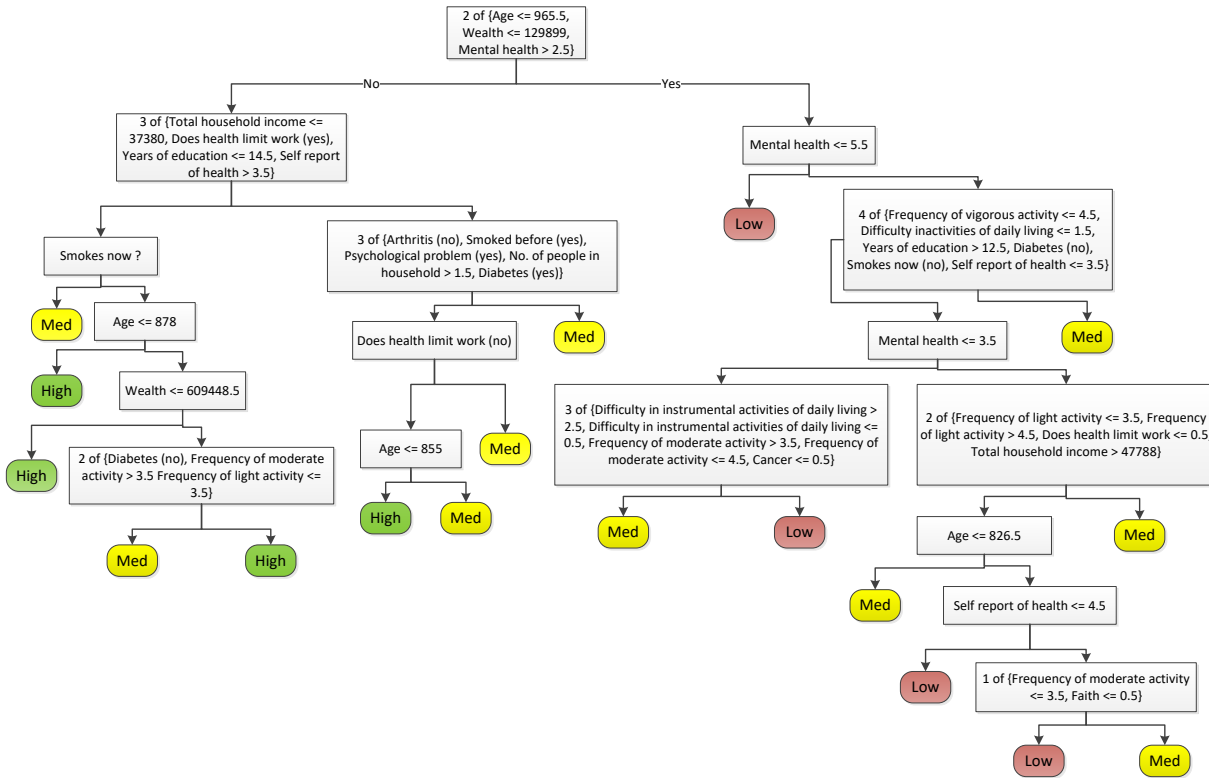 2 of {Age <= 965.5,
Wealth <= 129899,
Mental health > 2.5}
No
Yes
3 of {Total household income <=
37380, Does health limit work (yes),
Years of education <= 14.5, Self report
of health > 3.5}
Mental health <= 5.5
Low
4 of {Frequency of vigorous activity <= 4.5,
Difficulty inactivities of daily living <= 1.5,
Years of education > 12.5, Diabetes (no),
Smokes now (no), Self report of health <= 3.5}
Smokes now ?
3 of {Arthritis (no), Smoked before (yes),
Psychological problem (yes), No. of people in
household > 1.5, Diabetes (yes)}
Med
Age <= 878
Does health limit work (no)
Med
Mental health <= 3.5
Med
High
Wealth <= 609448.5
3 of {Difficulty in instrumental activities of daily living >
2.5, Difficulty in instrumental activities of daily living <=
0.5, Frequency of moderate activity > 3.5, Frequency of
moderate activity <= 4.5, Cancer <= 0.5}
2 of {Frequency of light activity <= 3.5, Frequency
of light activity > 4.5, Does health limit work <= 0.5
Total household income > 47788}
High
2 of {Diabetes (no), Frequency of moderate
activity > 3.5 Frequency of light activity <=
3.5}
Age <= 855
Med
High
Med
Med
Low
Age <= 826.5
Med
Med
High
Med
Self report of health <= 4.5
Low
1 of {Frequency of moderate activity
<= 3.5, Faith <= 0.5}
Low
Med